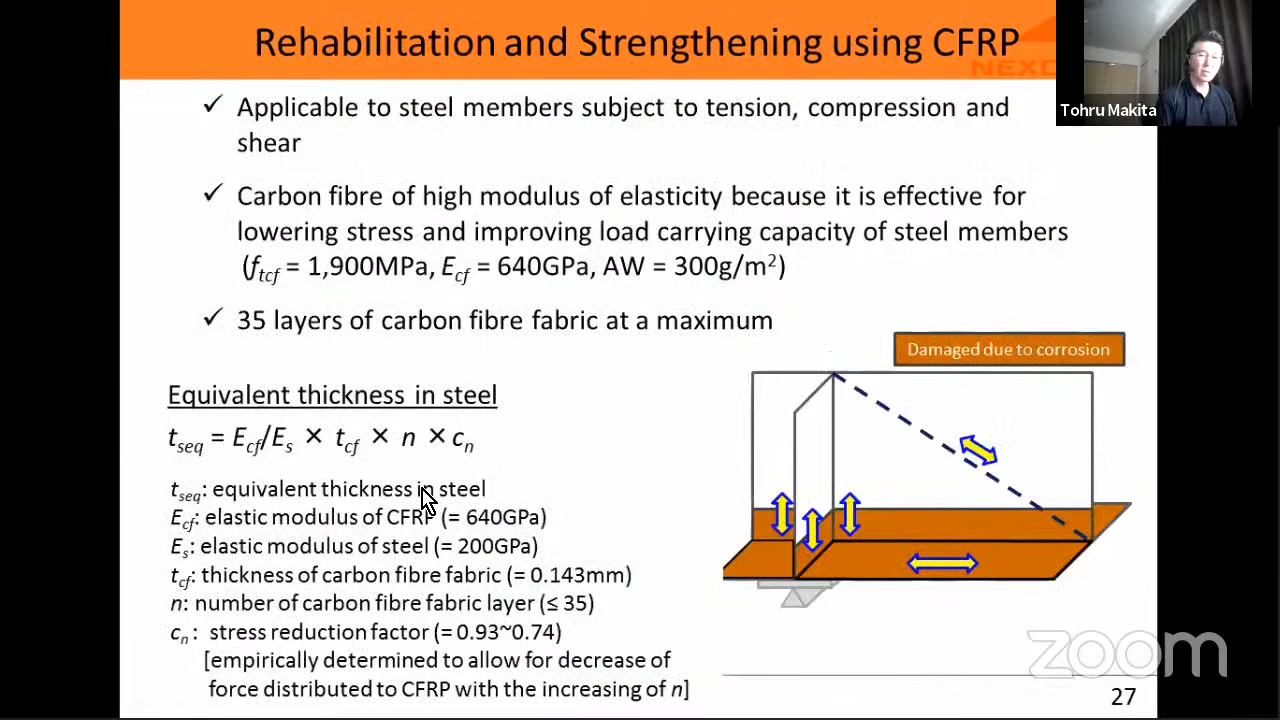 Rehabilitation and Strengthening using CFRP
NEXC
Tohru Makita
✓ Applicable to steel members subject to tension, compression and
shear
✓ Carbon fibre of high modulus of elasticity because it is effective for
lowering stress and improving load carrying capacity of steel members
(f_tcf = 1,900MPa, E_cf = 640GPa, AW = 300g/m²)
✓ 35 layers of carbon fibre fabric at a maximum
Damaged due to corrosion
Equivalent thickness in steel
t_seq = E_cf/E_s × t_cf × n × c_n
t_seq: equivalent thickness in steel
E_cf: elastic modulus of CFRP (= 640GPa)
E_s: elastic modulus of steel (= 200GPa)
t_cf: thickness of carbon fibre fabric (= 0.143mm)
n: number of carbon fibre fabric layer (≤ 35)
c_n: stress reduction factor (= 0.93~0.74)
[empirically determined to allow for decrease of
force distributed to CFRP with the increasing of n]
zoom
27